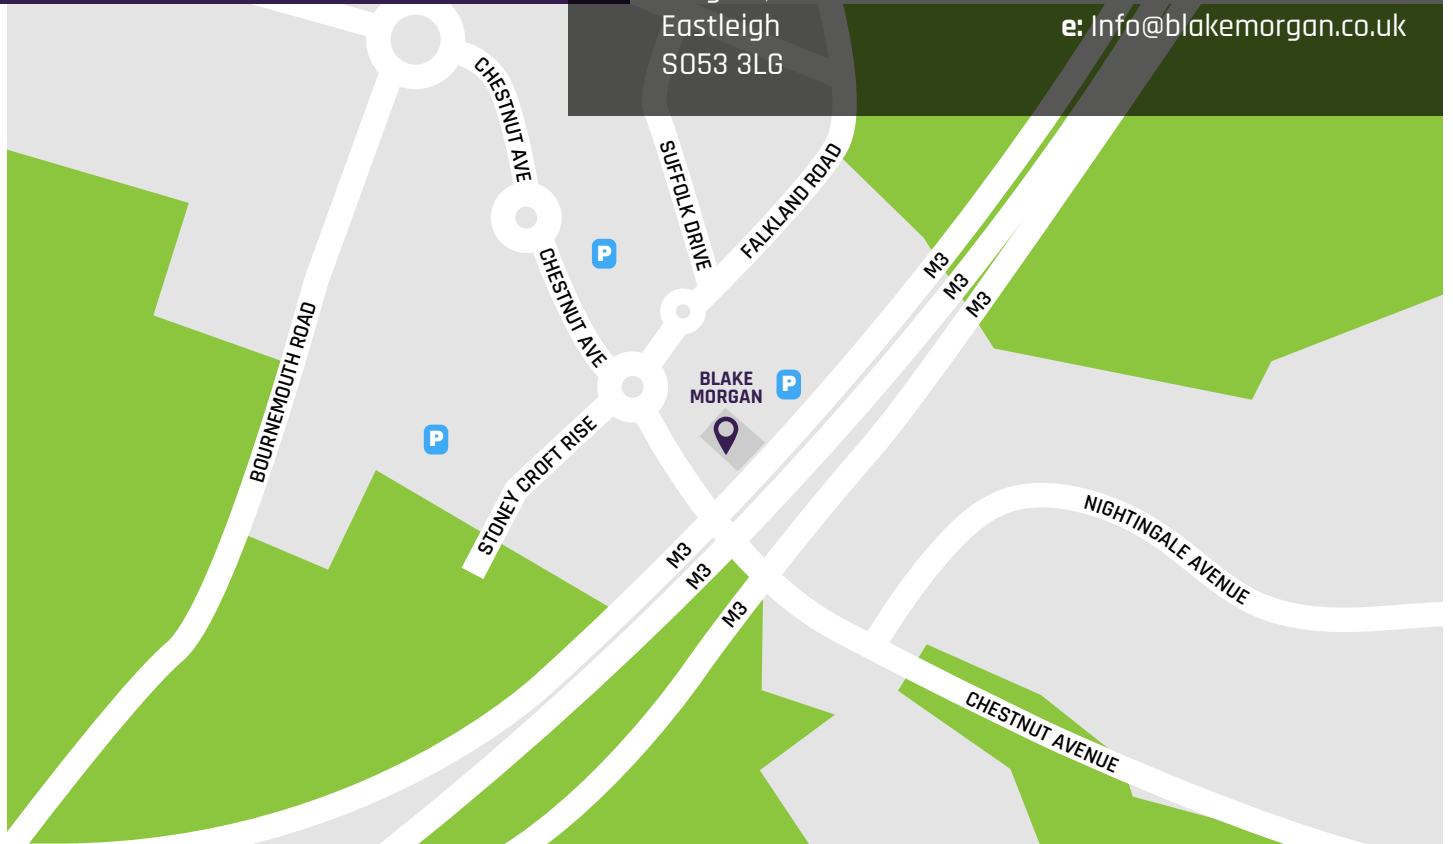 Eastleigh
SO53 3LG
e: Info@blakemorgan.co.uk
CHESTNUT AVE
SUFFOLK DRIVE
FALKLAND ROAD
P
CHESTNUT AVE
M3
M3
M3
BOURNEMOUTH ROAD
BLAKE
MORGAN
P
P
STONEY CROFT RISE
M3
M3
M3
NIGHTINGALE AVENUE
CHESTNUT AVENUE